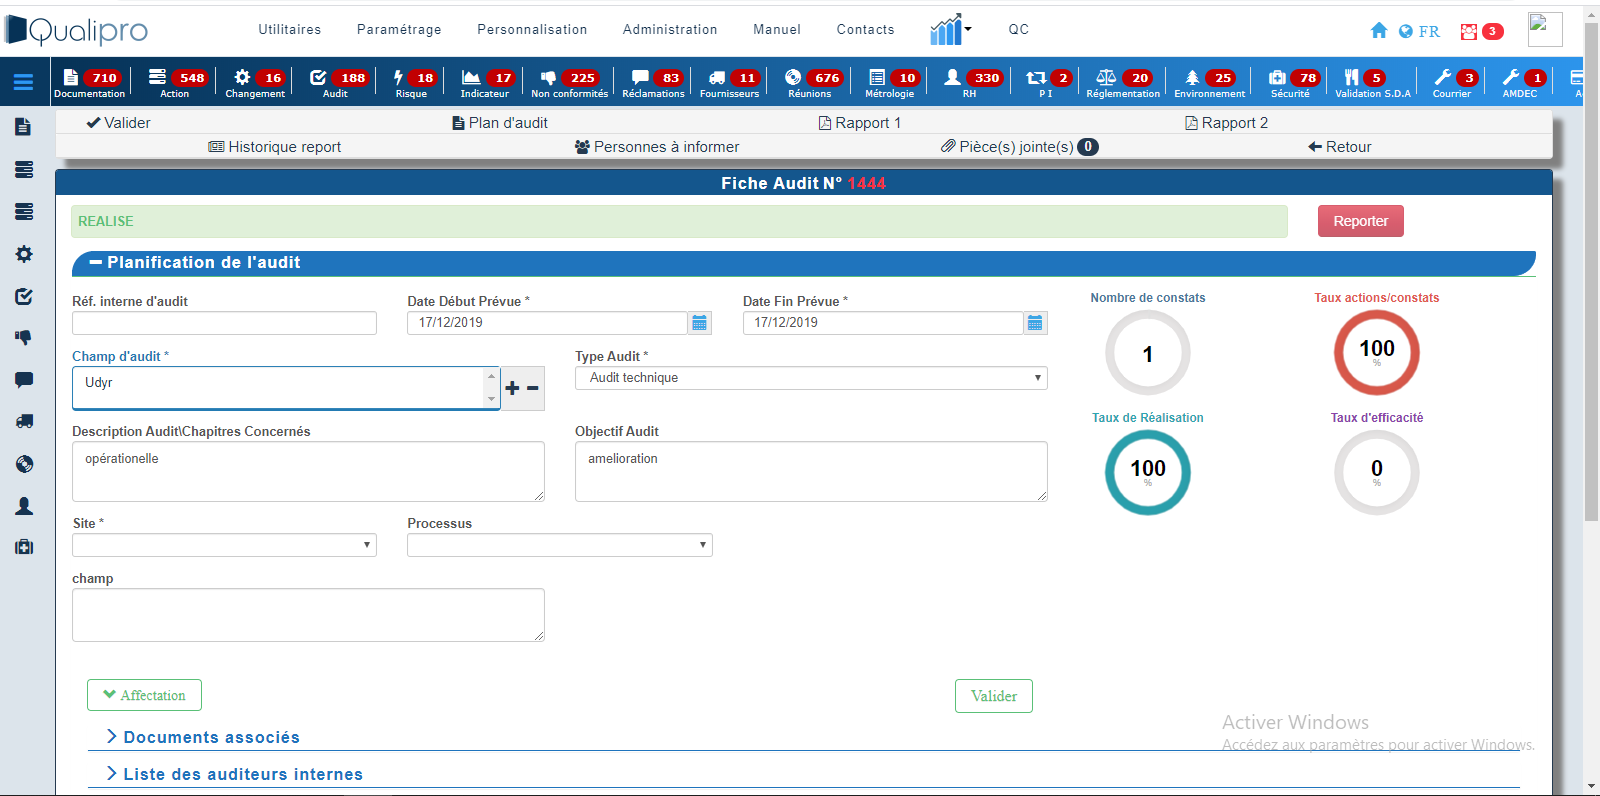 Qualipro
Utilitaires Paramétrage Personnalisation Administration Manuel Contacts QC FR 3
710 548 16 188 18 17 225 83 11 676 10 330 2 20 25 78 5 3 1
Documentation Action Changement Audit Risque Indicateur Non conformités Réclamations Fournisseurs Réunions Métrologie RH P I Réglementation Environnement Sécurité Validation S.D.A Courrier AMDEC
Valider Plan d'audit Rapport 1 Rapport 2
Historique report Personnes à informer Pièce(s) jointe(s) 0 Retour
Fiche Audit N° 1444
REALISE Reporter
Planification de l'audit
Réf. interne d'audit Date Début Prévue * Date Fin Prévue * Nombre de constats Taux actions/constats
17/12/2019 17/12/2019
1 100
%
Champ d'audit * Type Audit *
Udyr Audit technique
Taux de Réalisation Taux d'efficacité
Description Audit\Chapitres Concernés Objectif Audit
opérationelle amelioration
100 0
% %
Site * Processus
champ
Affectation Valider
Documents associés
Liste des auditeurs internes
Activer Windows
Accédez aux paramètres pour activer Windows.